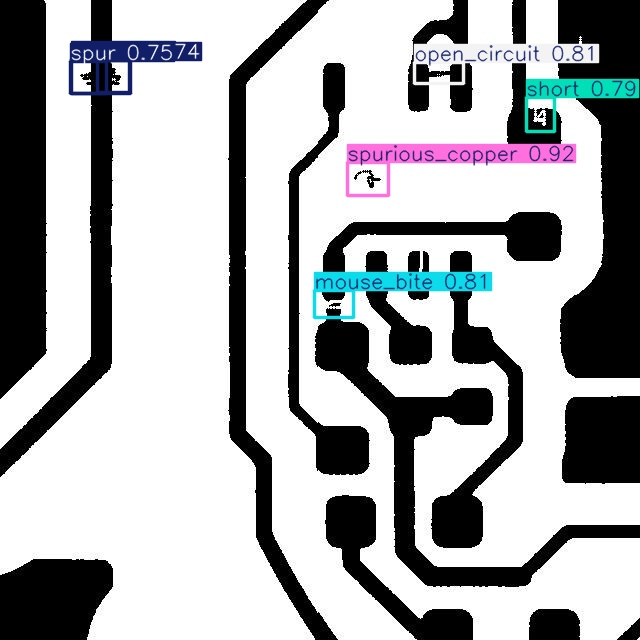 spur 0.7574
open_circuit 0.81
short 0.79
spurious_copper 0.92
mouse_bite 0.81